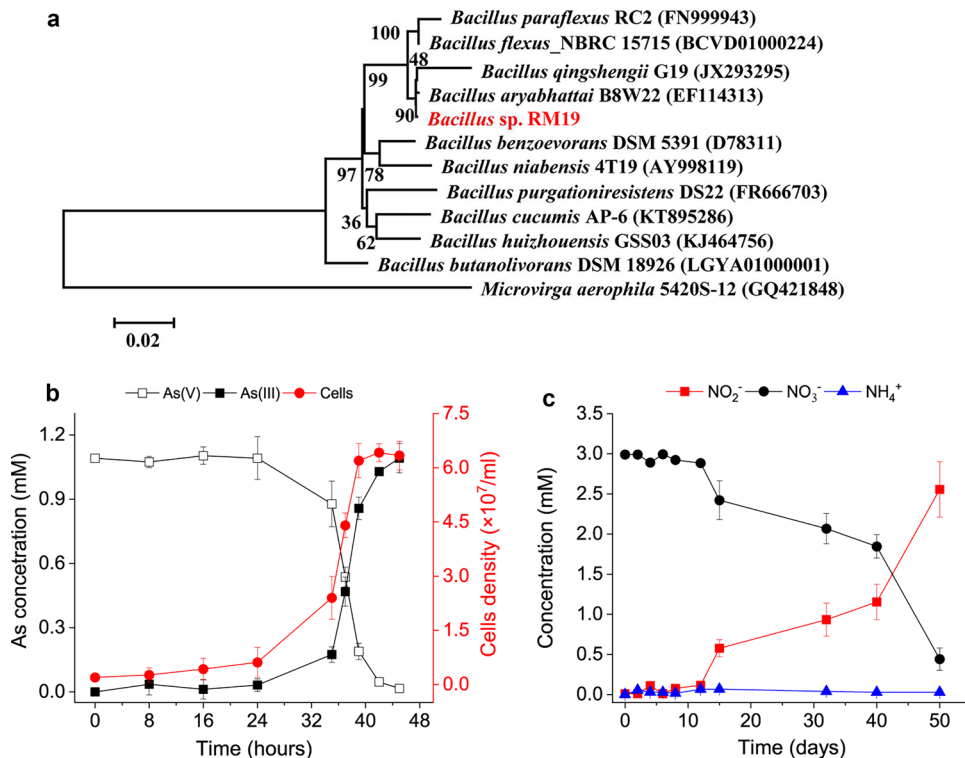 a
Bacillus paraflexus RC2 (FN999943)
100
Bacillus flexus_NBRC 15715 (BCVD01000224)
48
Bacillus qingshengii G19 (JX293295)
99
Bacillus aryabhattai B8W22 (EF114313)
90
Bacillus sp. RM19
Bacillus benzoevorans DSM 5391 (D78311)
97 78
Bacillus niabensis 4T19 (AY998119)
Bacillus purgationiresistens DS22 (FR666703)
36
Bacillus cucumis AP-6 (KT895286)
62
Bacillus huizhouensis GSS03 (KJ464756)
Bacillus butanolivorans DSM 18926 (LGYA01000001)
Microvirga aerophila 5420S-12 (GQ421848)
0.02
b
As(V) As(III) Cells
As concetration (mM)
1.2
0.9
0.6
0.3
0.0
0 8 16 24 32 40 48
Time (hours)
7.5
6.0
4.5
3.0
1.5
0.0
Cells density (×10⁷/ml)
c
NO₂⁻ NO₃⁻ NH₄⁺
Concentration (mM)
3.5
3.0
2.5
2.0
1.5
1.0
0.5
0.0
0 10 20 30 40 50
Time (days)